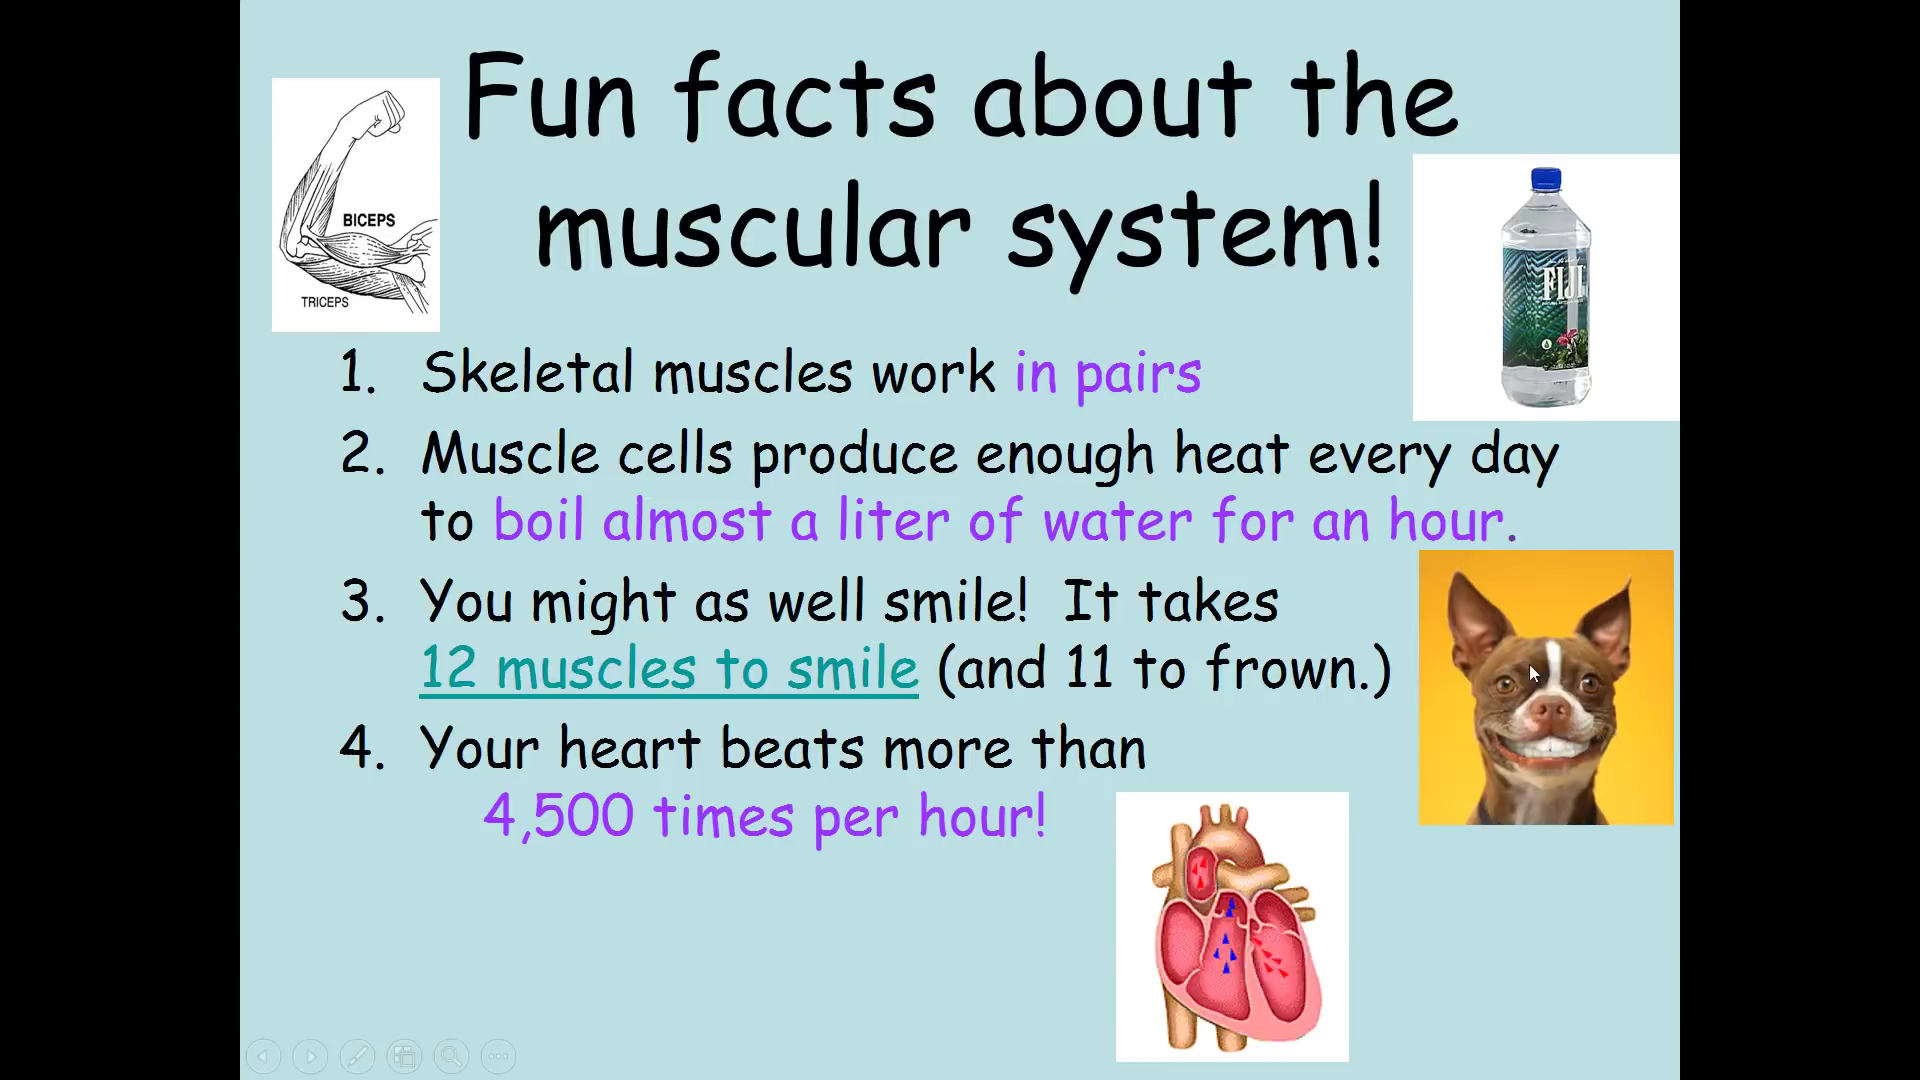 Fun facts about the
muscular system!
BICEPS
TRICEPS
FIJI
1. Skeletal muscles work in pairs
2. Muscle cells produce enough heat every day
to boil almost a liter of water for an hour.
3. You might as well smile!  It takes
12 muscles to smile (and 11 to frown.)
4. Your heart beats more than
4,500 times per hour!